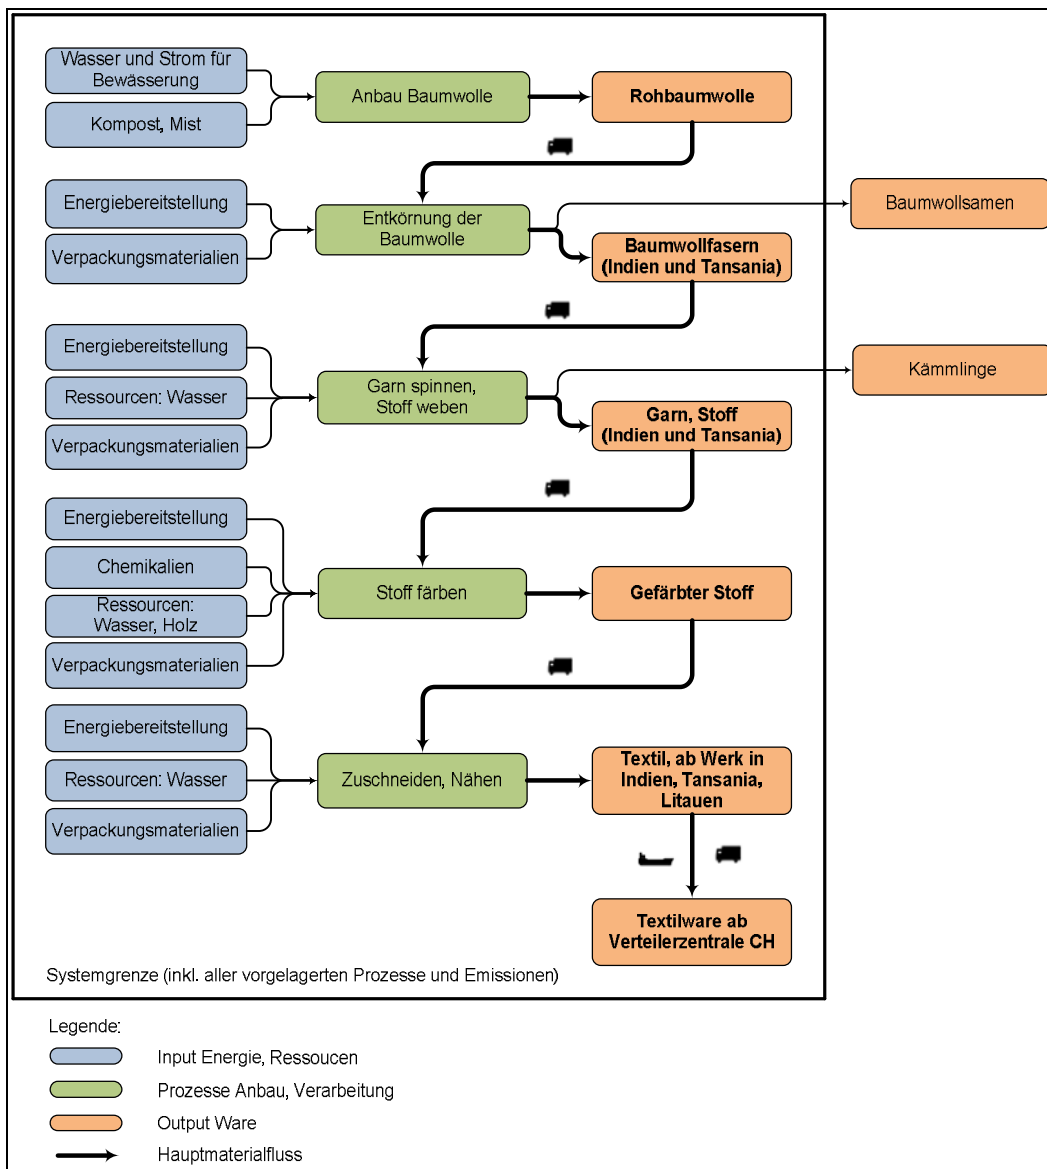 Wasser und Strom für
Bewässerung
Kompost, Mist
Anbau Baumwolle
Rohbaumwolle
Energiebereitstellung
Verpackungsmaterialien
Entkörnung der
Baumwolle
Baumwollsamen
Baumwollfasern
(Indien und Tansania)
Energiebereitstellung
Ressourcen: Wasser
Verpackungsmaterialien
Garn spinnen,
Stoff weben
Kämmlinge
Garn, Stoff
(Indien und Tansania)
Energiebereitstellung
Chemikalien
Ressourcen:
Wasser, Holz
Verpackungsmaterialien
Stoff färben
Gefärbter Stoff
Energiebereitstellung
Ressourcen: Wasser
Verpackungsmaterialien
Zuschneiden, Nähen
Textil, ab Werk in
Indien, Tansania,
Litauen
Textilware ab
Verteilerzentrale CH
Systemgrenze (inkl. aller vorgelagerten Prozesse und Emissionen)
Legende:
Input Energie, Ressoucen
Prozesse Anbau, Verarbeitung
Output Ware
Hauptmaterialfluss